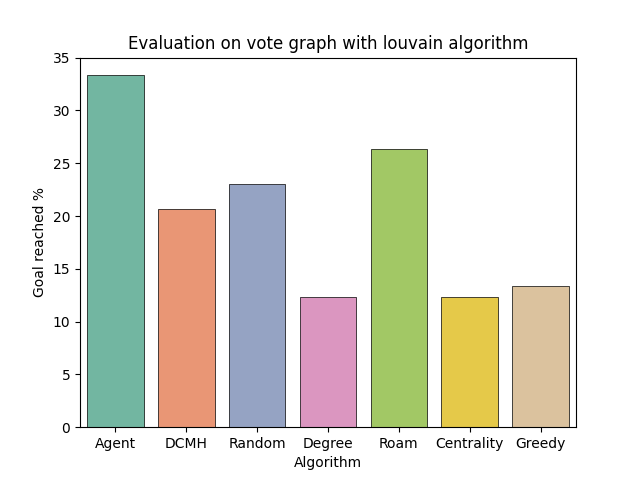 Evaluation on vote graph with louvain algorithm
35
30
25
20
15
10
5
0
Goal reached %
Agent DCMH Random Degree Roam Centrality Greedy
Algorithm